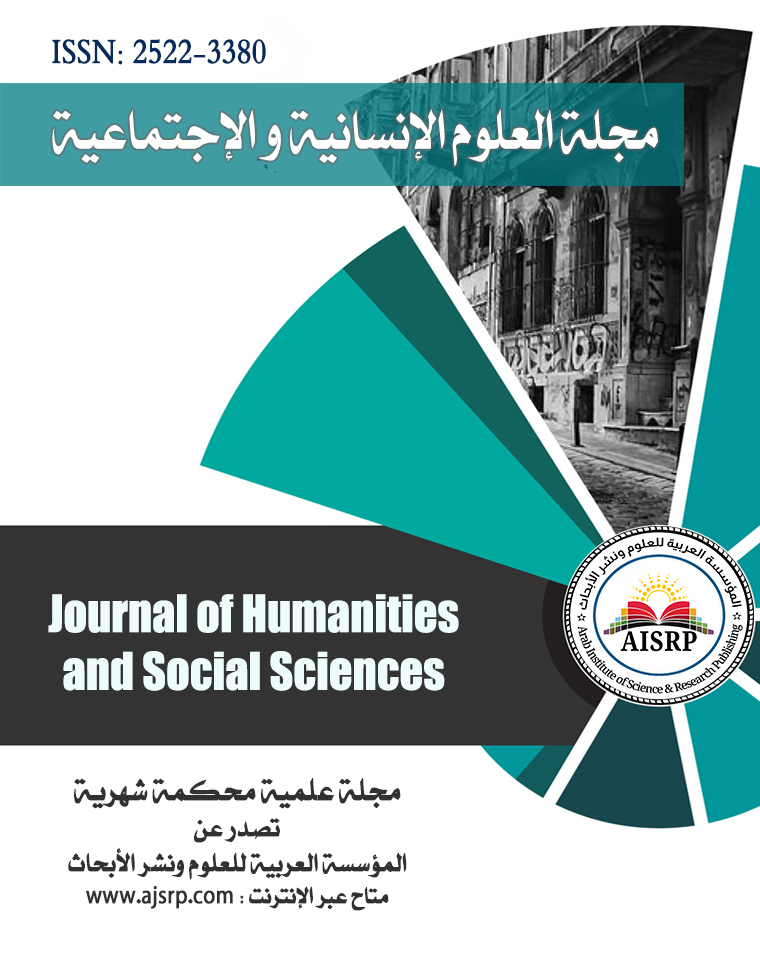 ISSN: 2522-3380
مجلة العلوم الإنسانية و الإجتماعية
Journal of Humanities
and Social Sciences
المؤسسة العربية للعلوم ونشر الأبحاث
AISRP
Arab Institute of Science & Research Publishing
مجلة علمية محكمة شهرية
تصدر عن
المؤسسة العربية للعلوم ونشر الأبحاث
متاح عبر الإنترنت : www.ajsrp.com